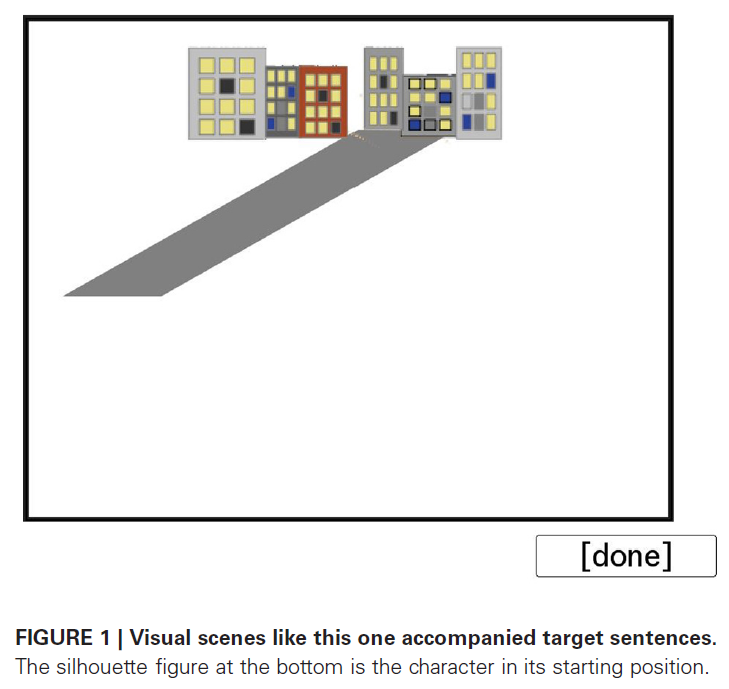 [done]
FIGURE 1 | Visual scenes like this one accompanied target sentences.
The silhouette figure at the bottom is the character in its starting position.